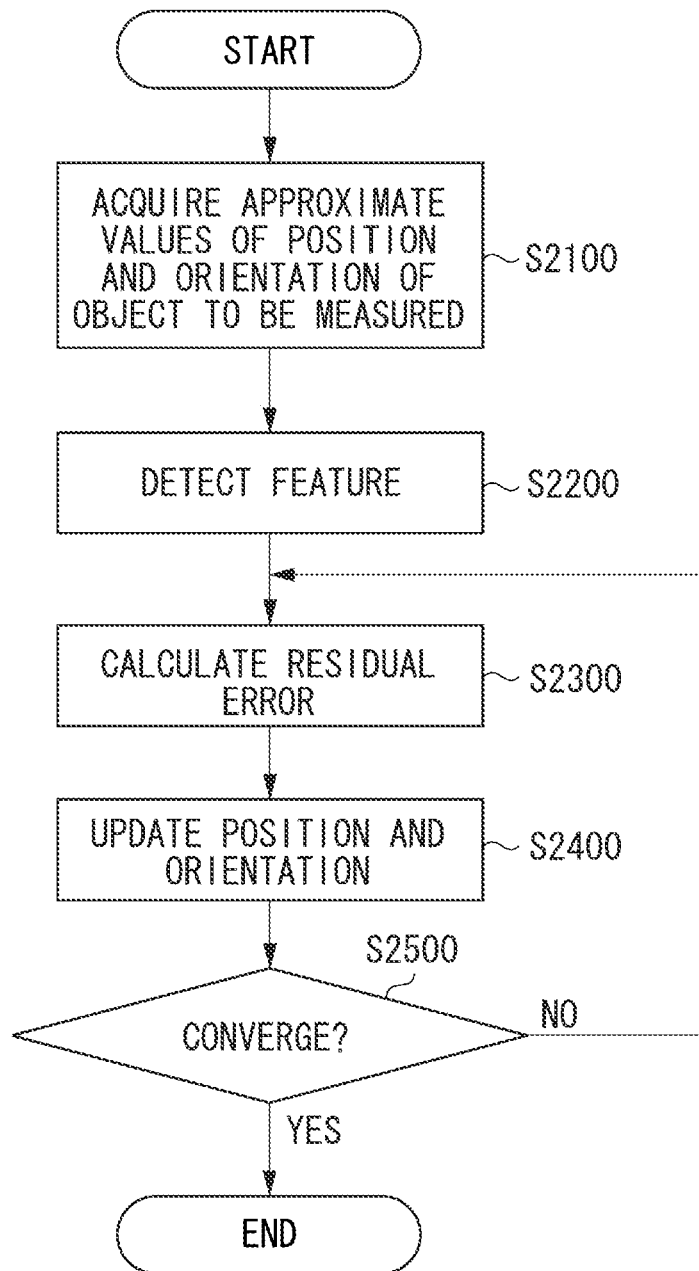 START
ACQUIRE APPROXIMATE
VALUES OF POSITION
AND ORIENTATION OF
OBJECT TO BE MEASURED
S2100
DETECT FEATURE
S2200
CALCULATE RESIDUAL
ERROR
S2300
UPDATE POSITION AND
ORIENTATION
S2400
S2500
CONVERGE?
NO
YES
END